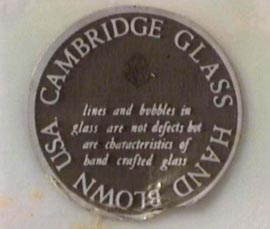 CAMBRIDGE GLASS HAND BLOWN USA
lines and bubbles in
glass are not defects but
are characteristics of
hand crafted glass